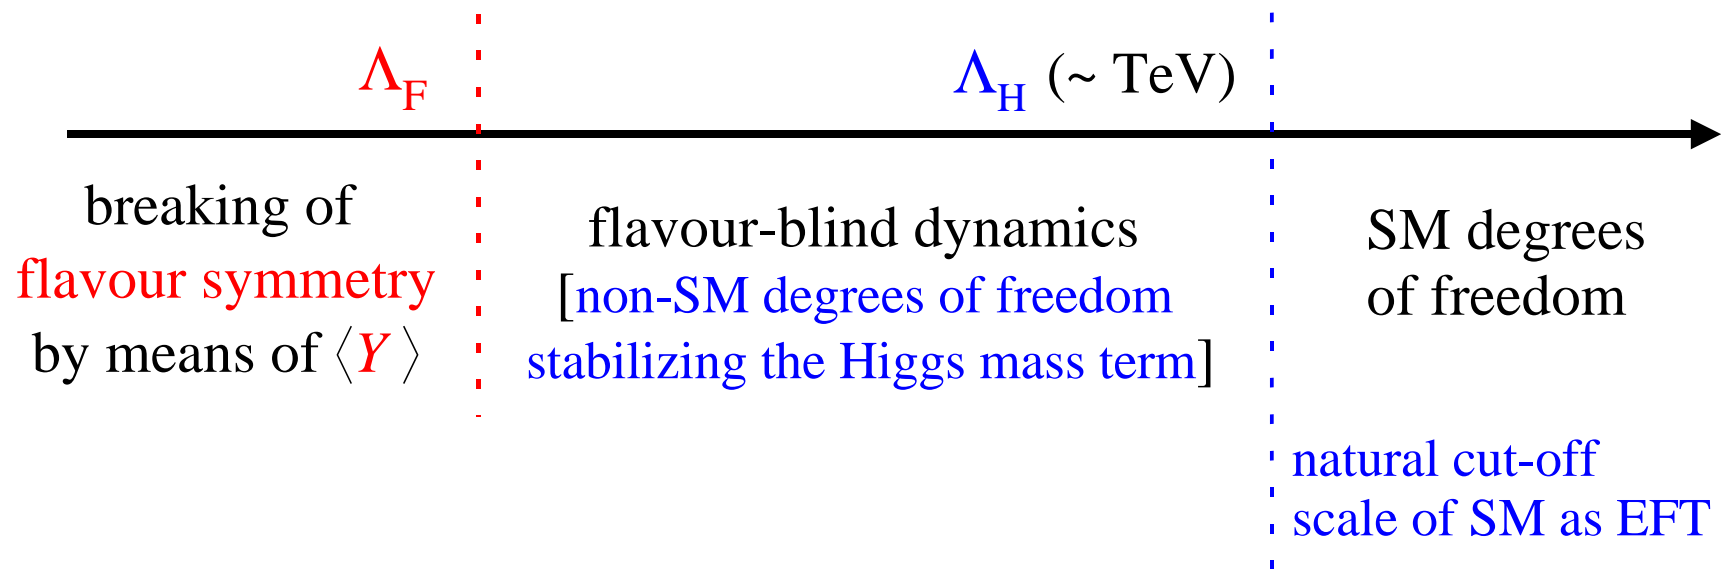 Λ_F
Λ_H (~ TeV)
breaking of
flavour symmetry
by means of ⟨Y⟩
flavour-blind dynamics
[non-SM degrees of freedom
stabilizing the Higgs mass term]
SM degrees
of freedom
natural cut-off
scale of SM as EFT